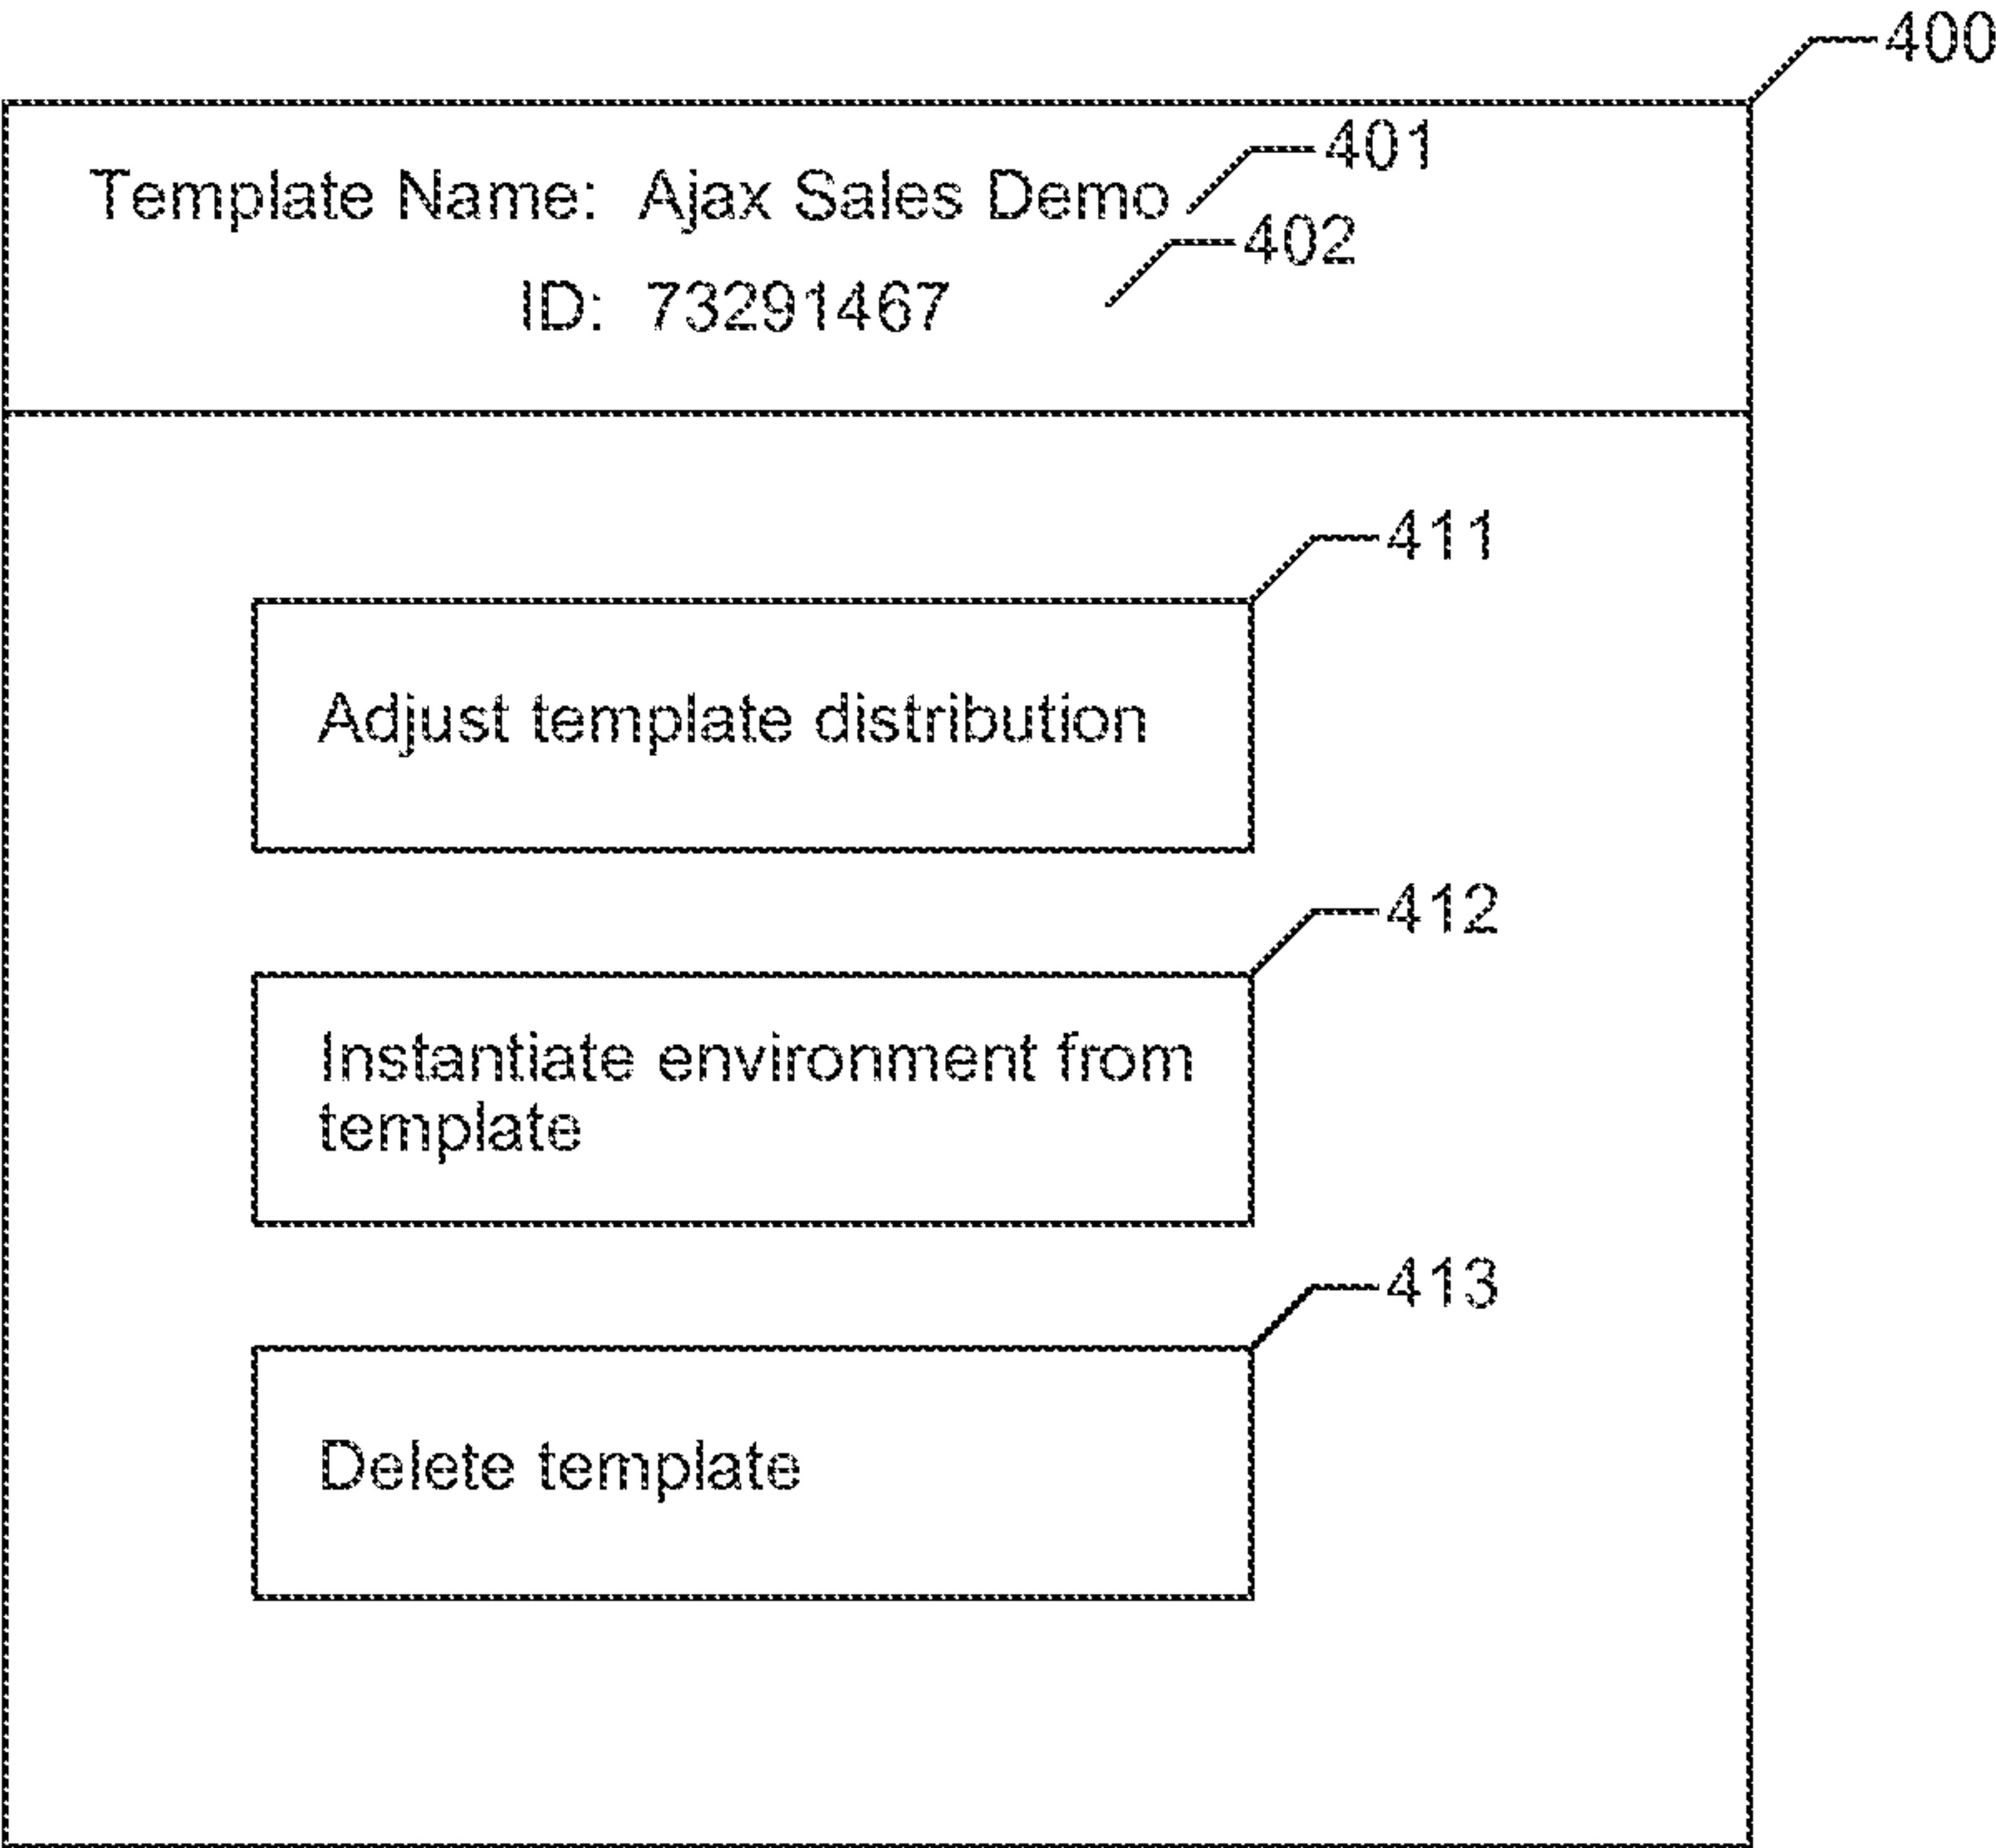 400
Template Name: Ajax Sales Demo
401
ID: 73291467
402
411
Adjust template distribution
412
Instantiate environment from
template
413
Delete template